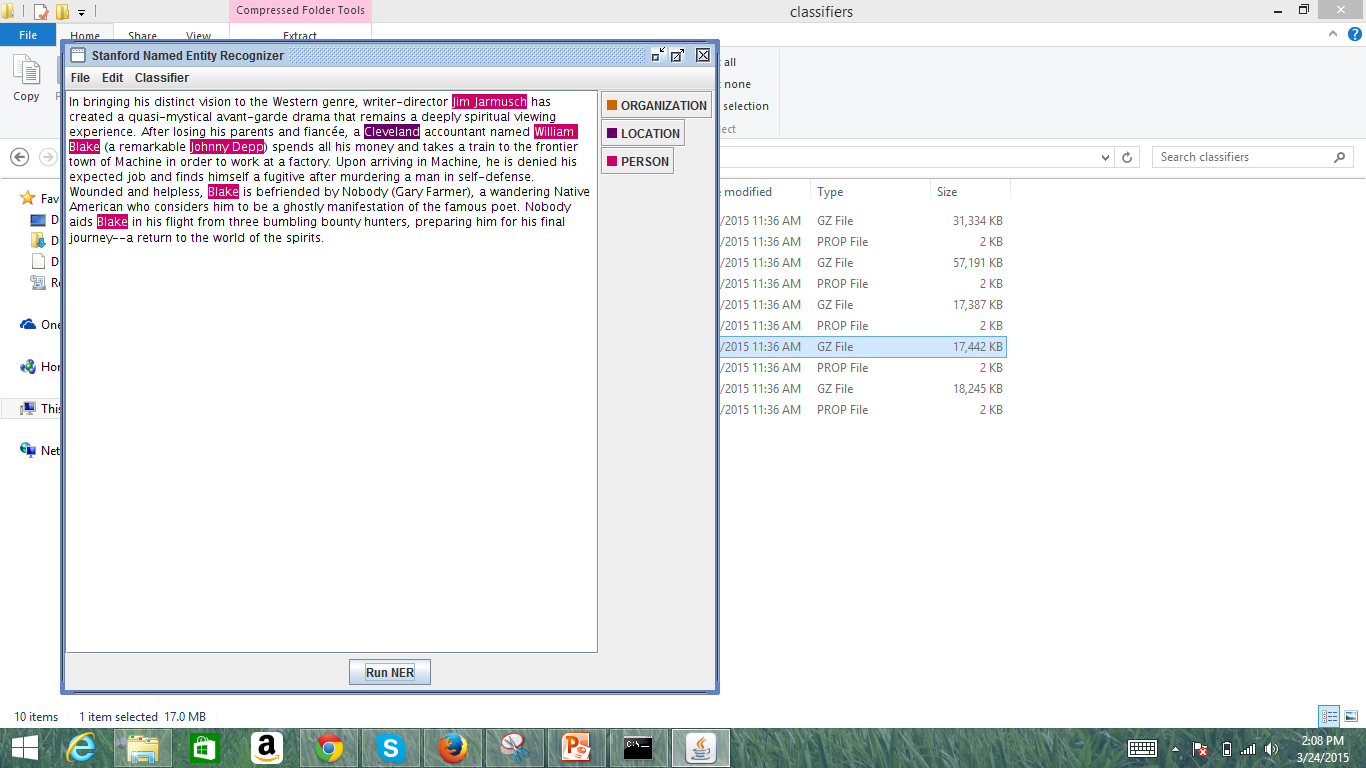 Compressed Folder Tools
classifiers
File
Home
Share
View
Extract
Copy
all
none
selection
Search classifiers
Stanford Named Entity Recognizer
File Edit Classifier
In bringing his distinct vision to the Western genre, writer-director Jim Jarmusch has
created a quasi-mystical avant-garde drama that remains a deeply spiritual viewing
experience. After losing his parents and fiancée, a Cleveland accountant named William
Blake (a remarkable Johnny Depp) spends all his money and takes a train to the frontier
town of Machine in order to work at a factory. Upon arriving in Machine, he is denied his
expected job and finds himself a fugitive after murdering a man in self-defense.
Wounded and helpless, Blake is befriended by Nobody (Gary Farmer), a wandering Native
American who considers him to be a ghostly manifestation of the famous poet. Nobody
aids Blake in his flight from three bumbling bounty hunters, preparing him for his final
journey--a return to the world of the spirits.
ORGANIZATION
LOCATION
PERSON
Run NER
modified Type Size
/2015 11:36 AM GZ File 31,334 KB
/2015 11:36 AM PROP File 2 KB
/2015 11:36 AM GZ File 57,191 KB
/2015 11:36 AM PROP File 2 KB
/2015 11:36 AM GZ File 17,387 KB
/2015 11:36 AM PROP File 2 KB
/2015 11:36 AM GZ File 17,442 KB
/2015 11:36 AM PROP File 2 KB
/2015 11:36 AM GZ File 18,245 KB
/2015 11:36 AM PROP File 2 KB
Fav
D
D
D
Re
One
Hor
This
Net
10 items 1 item selected 17.0 MB
2:08 PM
3/24/2015